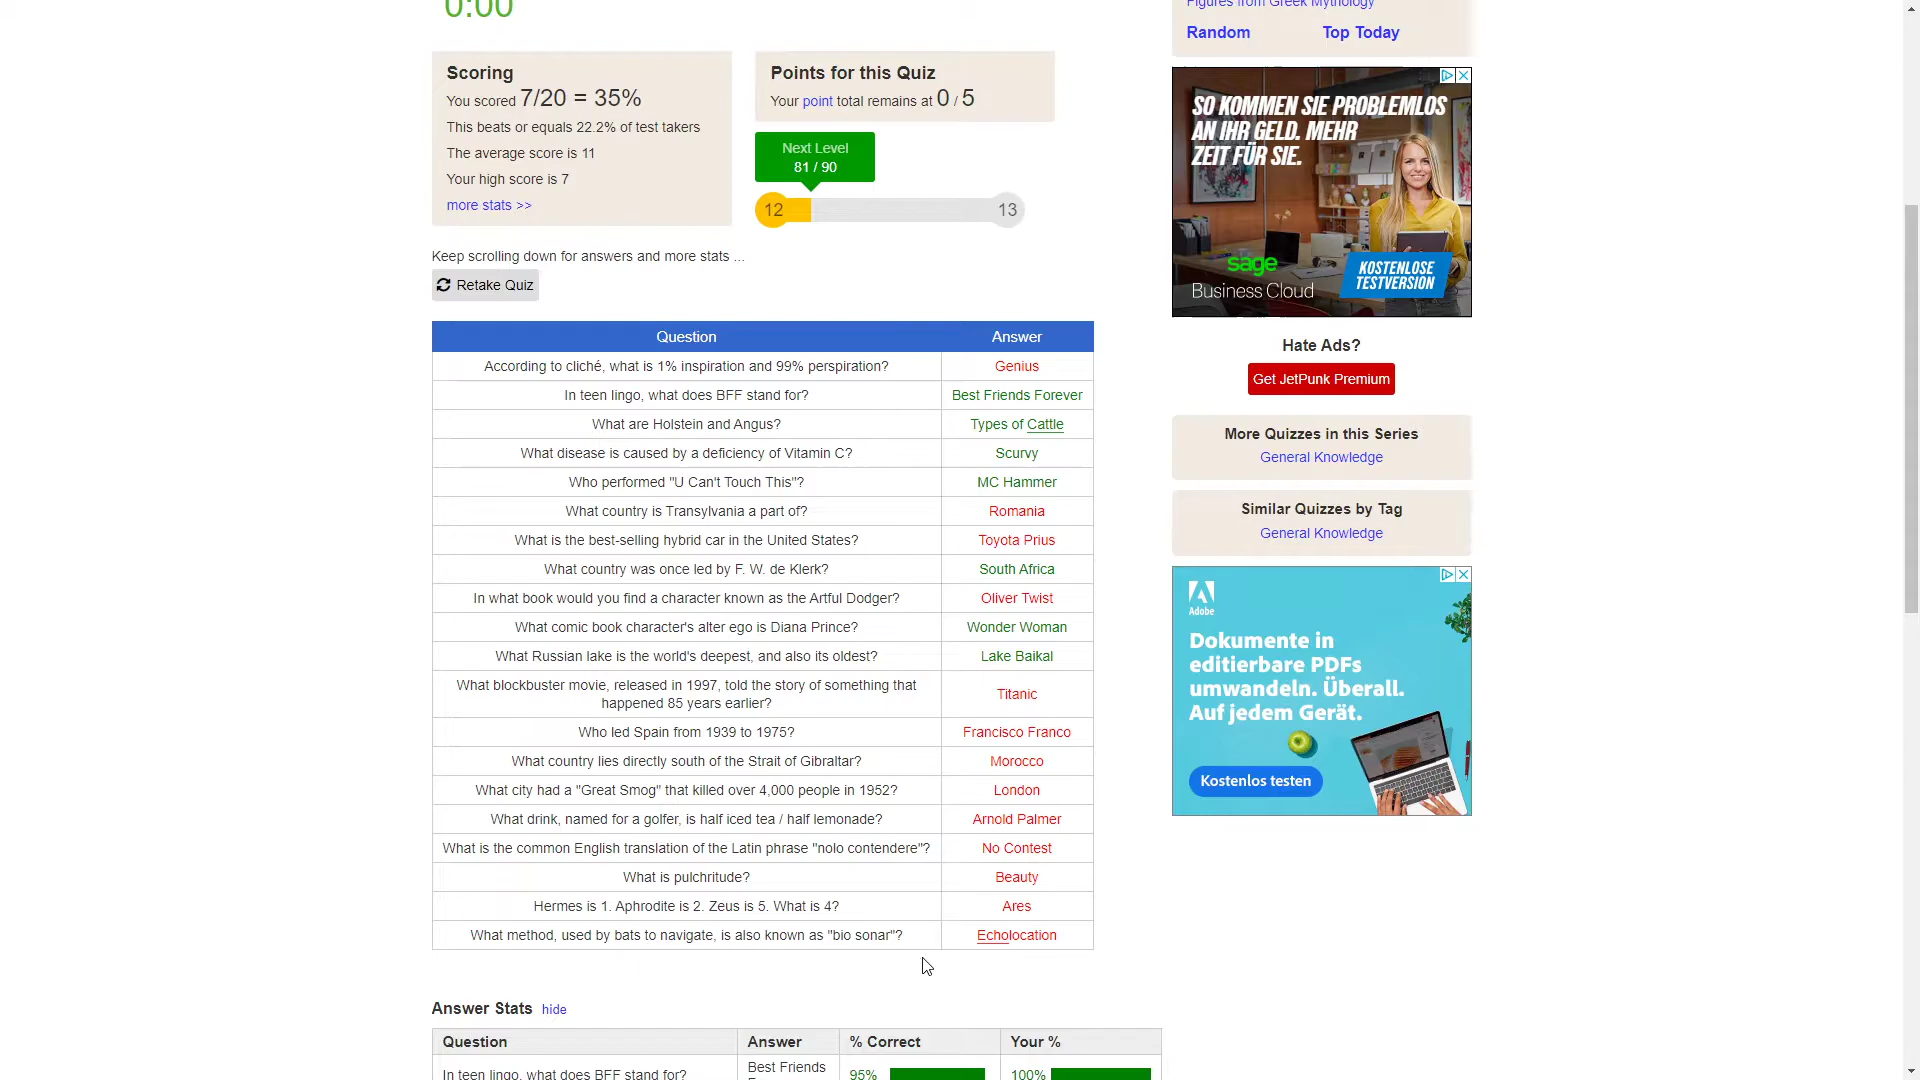 0:00
Scoring
You scored 7/20 = 35%
This beats or equals 22.2% of test takers
The average score is 11
Your high score is 7
more stats >>
Points for this Quiz
Your point total remains at 0 / 5
Next Level
81 / 90
12
13
Keep scrolling down for answers and more stats ...
Retake Quiz
Question Answer
According to cliché, what is 1% inspiration and 99% perspiration? Genius
In teen lingo, what does BFF stand for? Best Friends Forever
What are Holstein and Angus? Types of Cattle
What disease is caused by a deficiency of Vitamin C? Scurvy
Who performed "U Can't Touch This"? MC Hammer
What country is Transylvania a part of? Romania
What is the best-selling hybrid car in the United States? Toyota Prius
What country was once led by F. W. de Klerk? South Africa
In what book would you find a character known as the Artful Dodger? Oliver Twist
What comic book character's alter ego is Diana Prince? Wonder Woman
What Russian lake is the world's deepest, and also its oldest? Lake Baikal
What blockbuster movie, released in 1997, told the story of something that
happened 85 years earlier? Titanic
Who led Spain from 1939 to 1975? Francisco Franco
What country lies directly south of the Strait of Gibraltar? Morocco
What city had a "Great Smog" that killed over 4,000 people in 1952? London
What drink, named for a golfer, is half iced tea / half lemonade? Arnold Palmer
What is the common English translation of the Latin phrase "nolo contendere"? No Contest
What is pulchritude? Beauty
Hermes is 1. Aphrodite is 2. Zeus is 5. What is 4? Ares
What method, used by bats to navigate, is also known as "bio sonar"? Echolocation
Answer Stats hide
Question Answer % Correct Your %
In teen lingo, what does BFF stand for? Best Friends 95% 100%
Figures from Greek Mythology
Random Top Today
SO KOMMEN SIE PROBLEMLOS
AN IHR GELD. MEHR
ZEIT FÜR SIE.
sage
Business Cloud
KOSTENLOSE
TESTVERSION
Hate Ads?
Get JetPunk Premium
More Quizzes in this Series
General Knowledge
Similar Quizzes by Tag
General Knowledge
Adobe
Dokumente in
editierbare PDFs
umwandeln. Überall.
Auf jedem Gerät.
Kostenlos testen